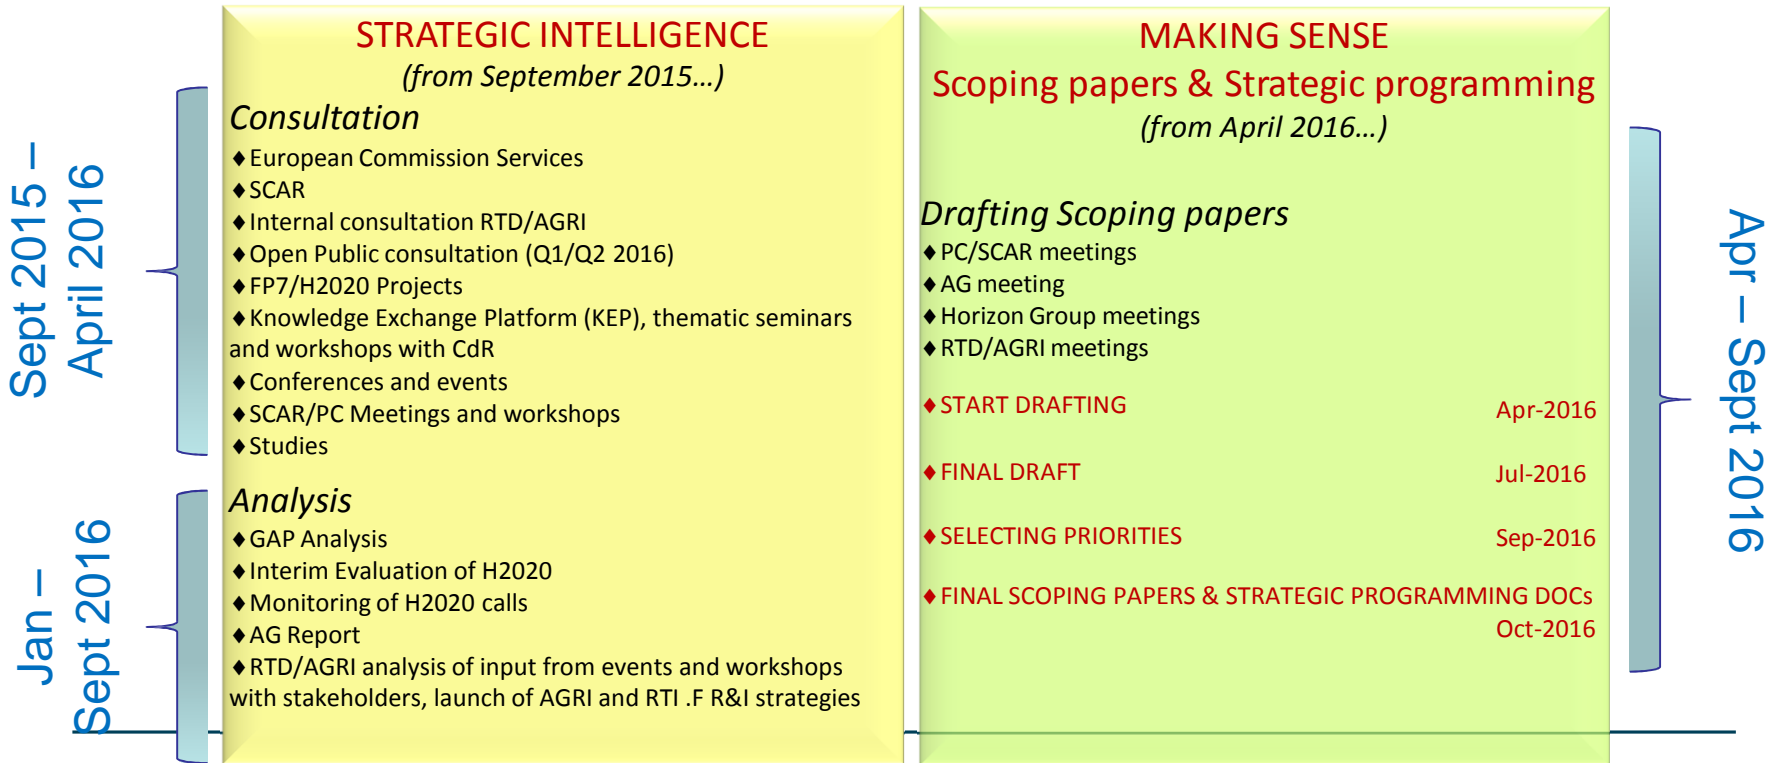 Sept 2015 –
April 2016
Jan –
Sept 2016
STRATEGIC INTELLIGENCE
(from September 2015...)
Consultation
♦European Commission Services
♦SCAR
♦Internal consultation RTD/AGRI
♦Open Public consultation (Q1/Q2 2016)
♦FP7/H2020 Projects
♦Knowledge Exchange Platform (KEP), thematic seminars
and workshops with CdR
♦Conferences and events
♦SCAR/PC Meetings and workshops
♦Studies
Analysis
♦GAP Analysis
♦Interim Evaluation of H2020
♦Monitoring of H2020 calls
♦AG Report
♦RTD/AGRI analysis of input from events and workshops
with stakeholders, launch of AGRI and RTI .F R&I strategies
MAKING SENSE
Scoping papers & Strategic programming
(from April 2016...)
Drafting Scoping papers
♦PC/SCAR meetings
♦AG meeting
♦Horizon Group meetings
♦RTD/AGRI meetings
♦START DRAFTING Apr-2016
♦FINAL DRAFT Jul-2016
♦SELECTING PRIORITIES Sep-2016
♦FINAL SCOPING PAPERS & STRATEGIC PROGRAMMING DOCs
Oct-2016
Apr – Sept 2016